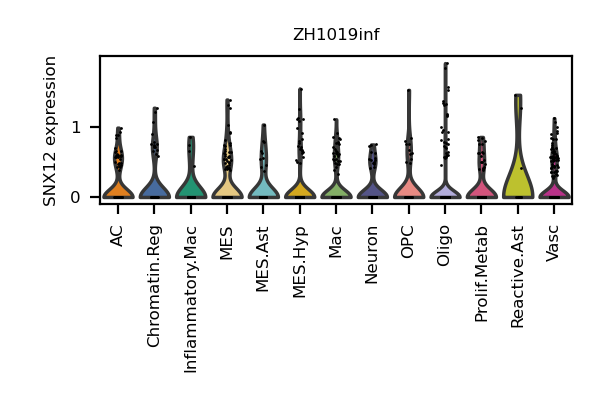 ZH1019inf
SNX12 expression
1
0
AC
Chromatin.Reg
Inflammatory.Mac
MES
MES.Ast
MES.Hyp
Mac
Neuron
OPC
Oligo
Prolif.Metab
Reactive.Ast
Vasc